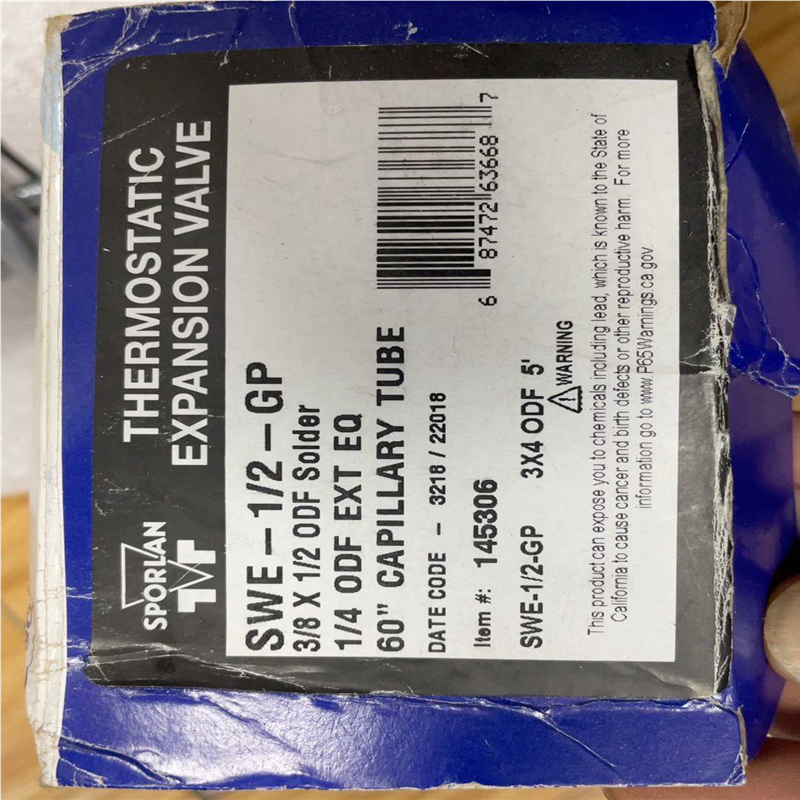 SPORLAN
THERMOSTATIC
EXPANSION VALVE
SWE - 1/2 - GP
3/8 X 1/2 ODF Solder
1/4 ODF EXT EQ
60" CAPILLARY TUBE
DATE CODE - 3218 / 22018
Item #: 145306
SWE-1/2-GP 3X4 ODF 5'
6 87472 63668 7
WARNING
This product can expose you to chemicals including lead, which is known to the State of
California to cause cancer and birth defects or other reproductive harm. For more
information go to www.P65Warnings.ca.gov.